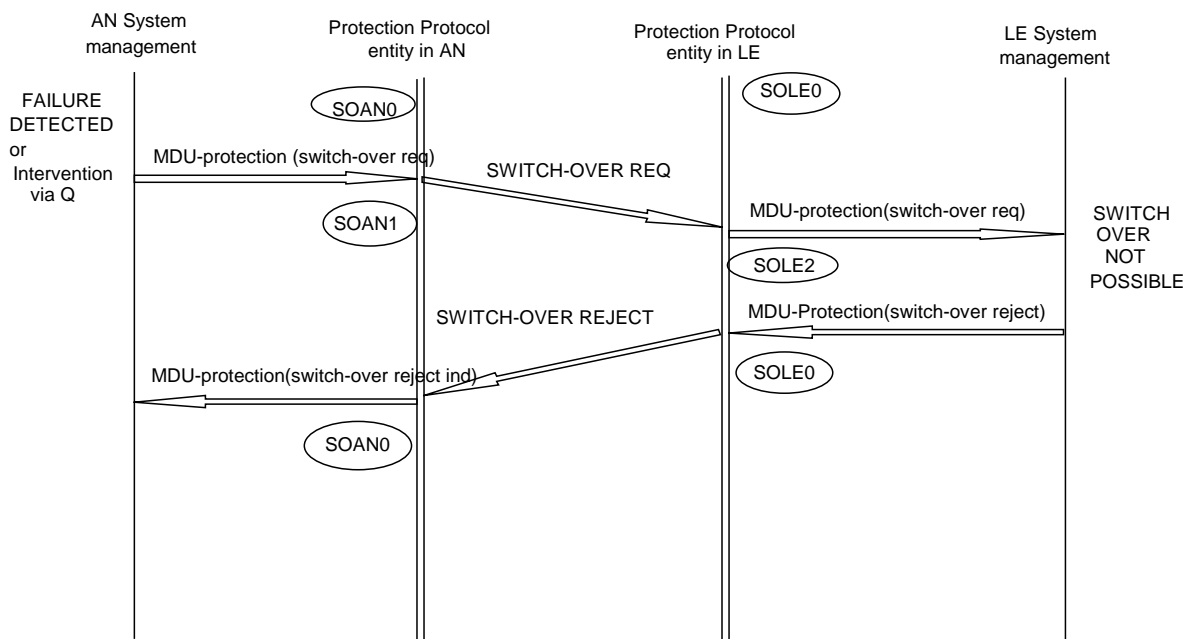 AN System
management
Protection Protocol
entity in AN
Protection Protocol
entity in LE
LE System
management
FAILURE
DETECTED
or
Intervention
via Q
SOAN0
SOLE0
MDU-protection (switch-over req)
SWITCH-OVER REQ
SOAN1
MDU-protection(switch-over req)
SOLE2
SWITCH
OVER
NOT
POSSIBLE
MDU-Protection(switch-over reject)
SWITCH-OVER REJECT
SOLE0
MDU-protection(switch-over reject ind)
SOAN0